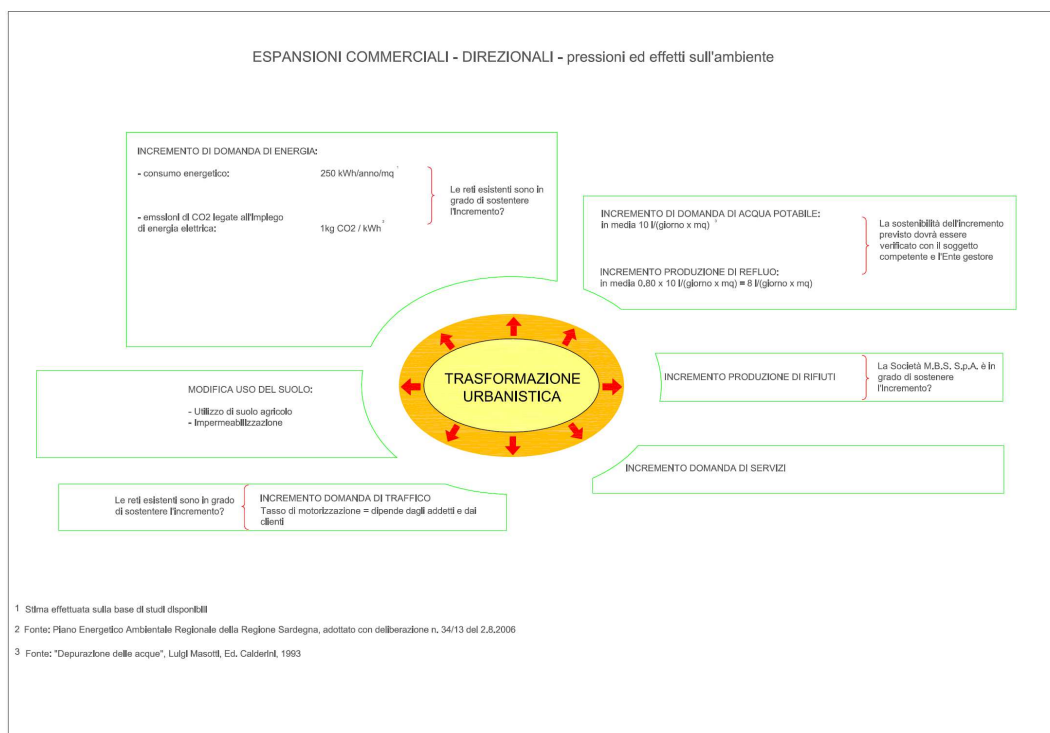 ESPANSIONI COMMERCIALI - DIREZIONALI - pressioni ed effetti sull'ambiente
INCREMENTO DI DOMANDA DI ENERGIA:
- consumo energetico: 250 kWh/anno/mq 1
- emssioni di CO2 legate all'impiego
di energia elettrica: 1kg CO2 / kWh 2
Le reti esistenti sono in
grado di sostentere
l'incremento?
INCREMENTO DI DOMANDA DI ACQUA POTABILE:
in media 10 l/(giorno x mq) 3
INCREMENTO PRODUZIONE DI REFLUO:
in media 0,80 x 10 l/(giorno x mq) = 8 l/(giorno x mq)
La sostenibilità dell'incremento
previsto dovrà essere
verificato con il soggetto
competente e l'Ente gestore
TRASFORMAZIONE
URBANISTICA
MODIFICA USO DEL SUOLO:
- Utilizzo di suolo agricolo
- Impermeabilizzazione
INCREMENTO PRODUZIONE DI RIFIUTI
La Società M.B.S. S.p.A. è in
grado di sostenere
l'incremento?
INCREMENTO DOMANDA DI SERVIZI
Le reti esistenti sono in grado
di sostentere l'incremento?
INCREMENTO DOMANDA DI TRAFFICO
Tasso di motorizzazione = dipende dagli addetti e dai
clienti
1 Stima effettuata sulla base di studi disponibili
2 Fonte: Piano Energetico Ambientale Regionale della Regione Sardegna, adottato con deliberazione n. 34/13 del 2.8.2006
3 Fonte: "Depurazione delle acque", Luigi Masotti, Ed. Calderini, 1993